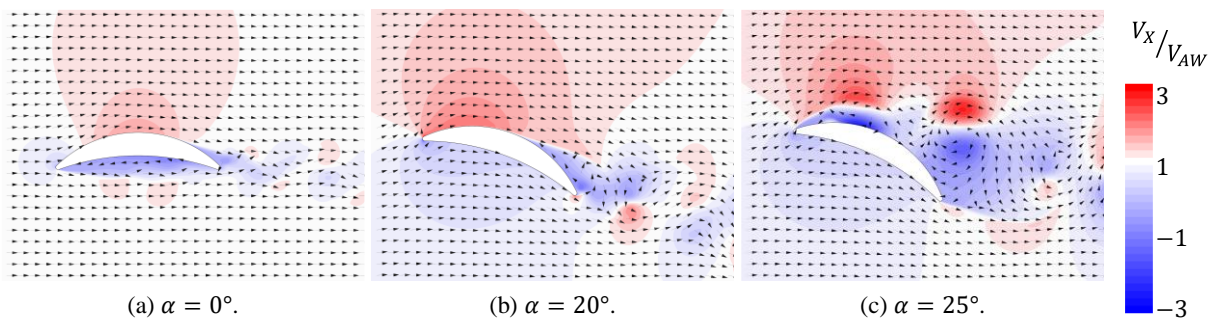 V_X/V_AW
3
1
−1
−3
(a) α = 0°.
(b) α = 20°.
(c) α = 25°.